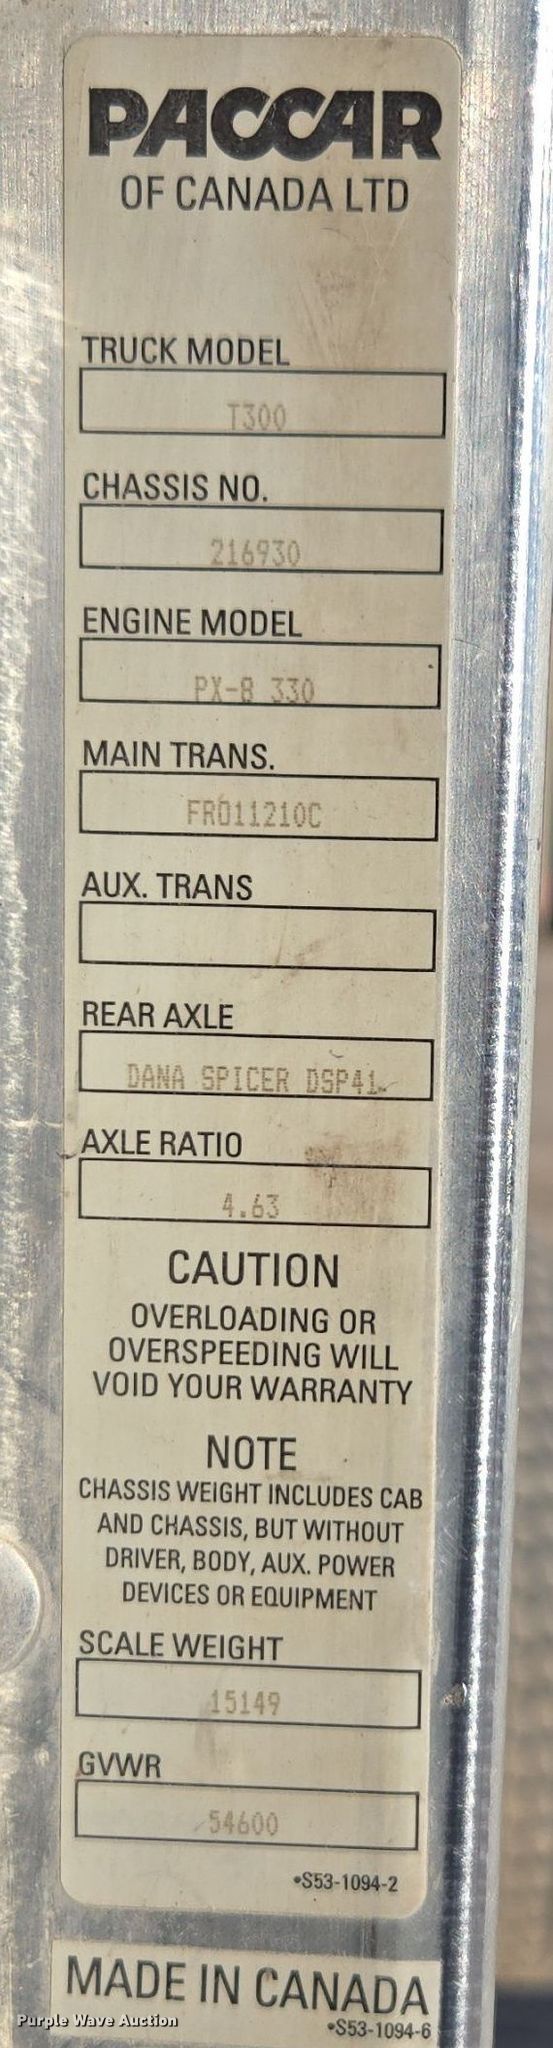 PACCAR
OF CANADA LTD
TRUCK MODEL
T300
CHASSIS NO.
216930
ENGINE MODEL
PX-8 330
MAIN TRANS.
FRO11210C
AUX. TRANS
REAR AXLE
DANA SPICER DSP41
AXLE RATIO
4.63
CAUTION
OVERLOADING OR
OVERSPEEDING WILL
VOID YOUR WARRANTY
NOTE
CHASSIS WEIGHT INCLUDES CAB
AND CHASSIS, BUT WITHOUT
DRIVER, BODY, AUX. POWER
DEVICES OR EQUIPMENT
SCALE WEIGHT
15149
GVWR
54600
•S53-1094-2
MADE IN CANADA
•S53-1094-6
Purple Wave Auction